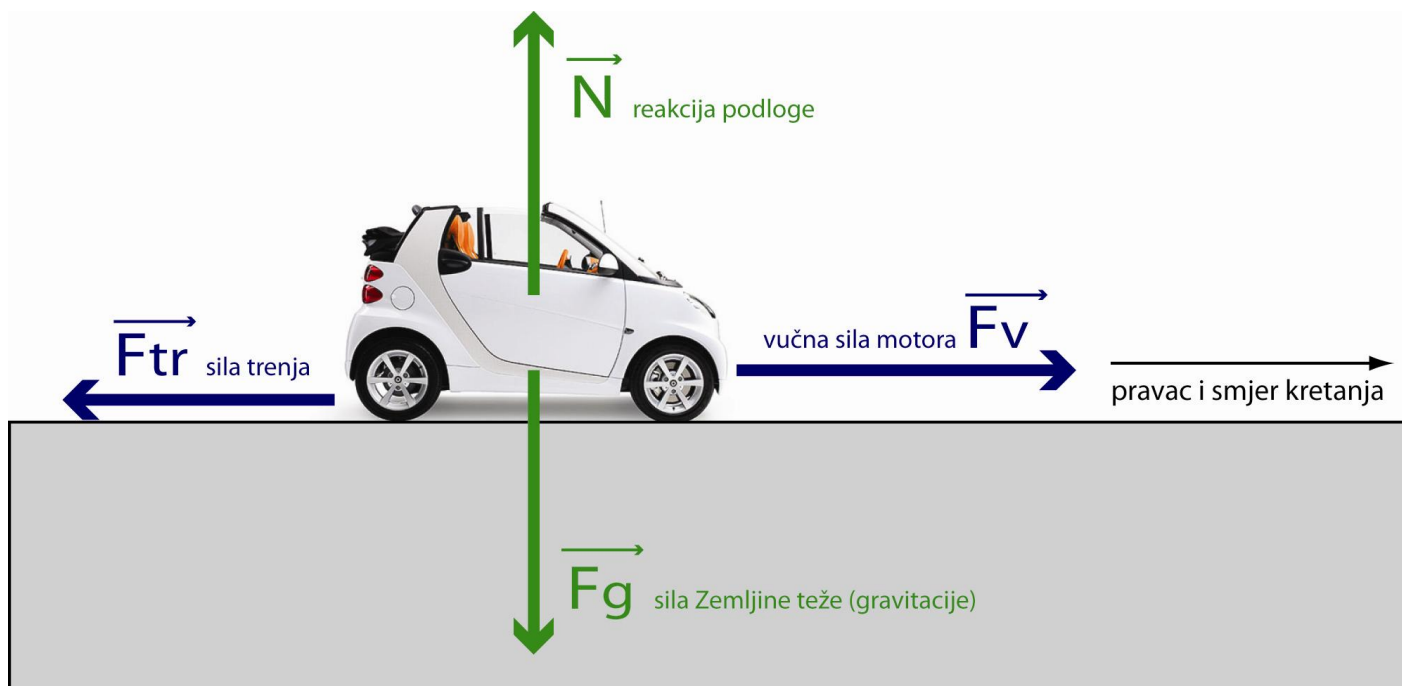 N reakcija podloge
Ftr sila trenja
vučna sila motora Fv
pravac i smjer kretanja
Fg sila Zemljine teže (gravitacije)